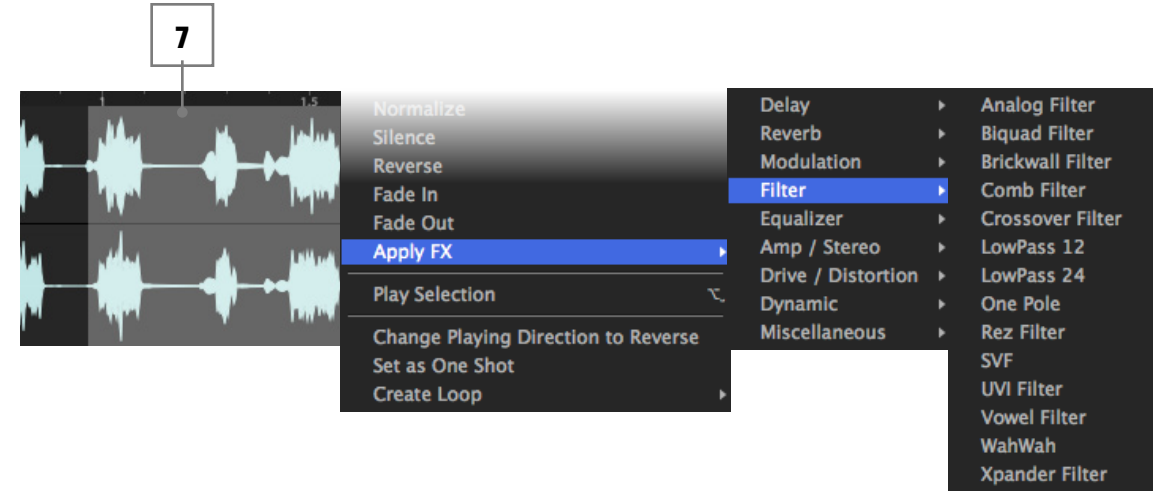 7
1
1.5
Normalize
Silence
Reverse
Fade In
Fade Out
Apply FX
Play Selection ⌥
Change Playing Direction to Reverse
Set as One Shot
Create Loop
Delay
Reverb
Modulation
Filter
Equalizer
Amp / Stereo
Drive / Distortion
Dynamic
Miscellaneous
Analog Filter
Biquad Filter
Brickwall Filter
Comb Filter
Crossover Filter
LowPass 12
LowPass 24
One Pole
Rez Filter
SVF
UVI Filter
Vowel Filter
WahWah
Xpander Filter